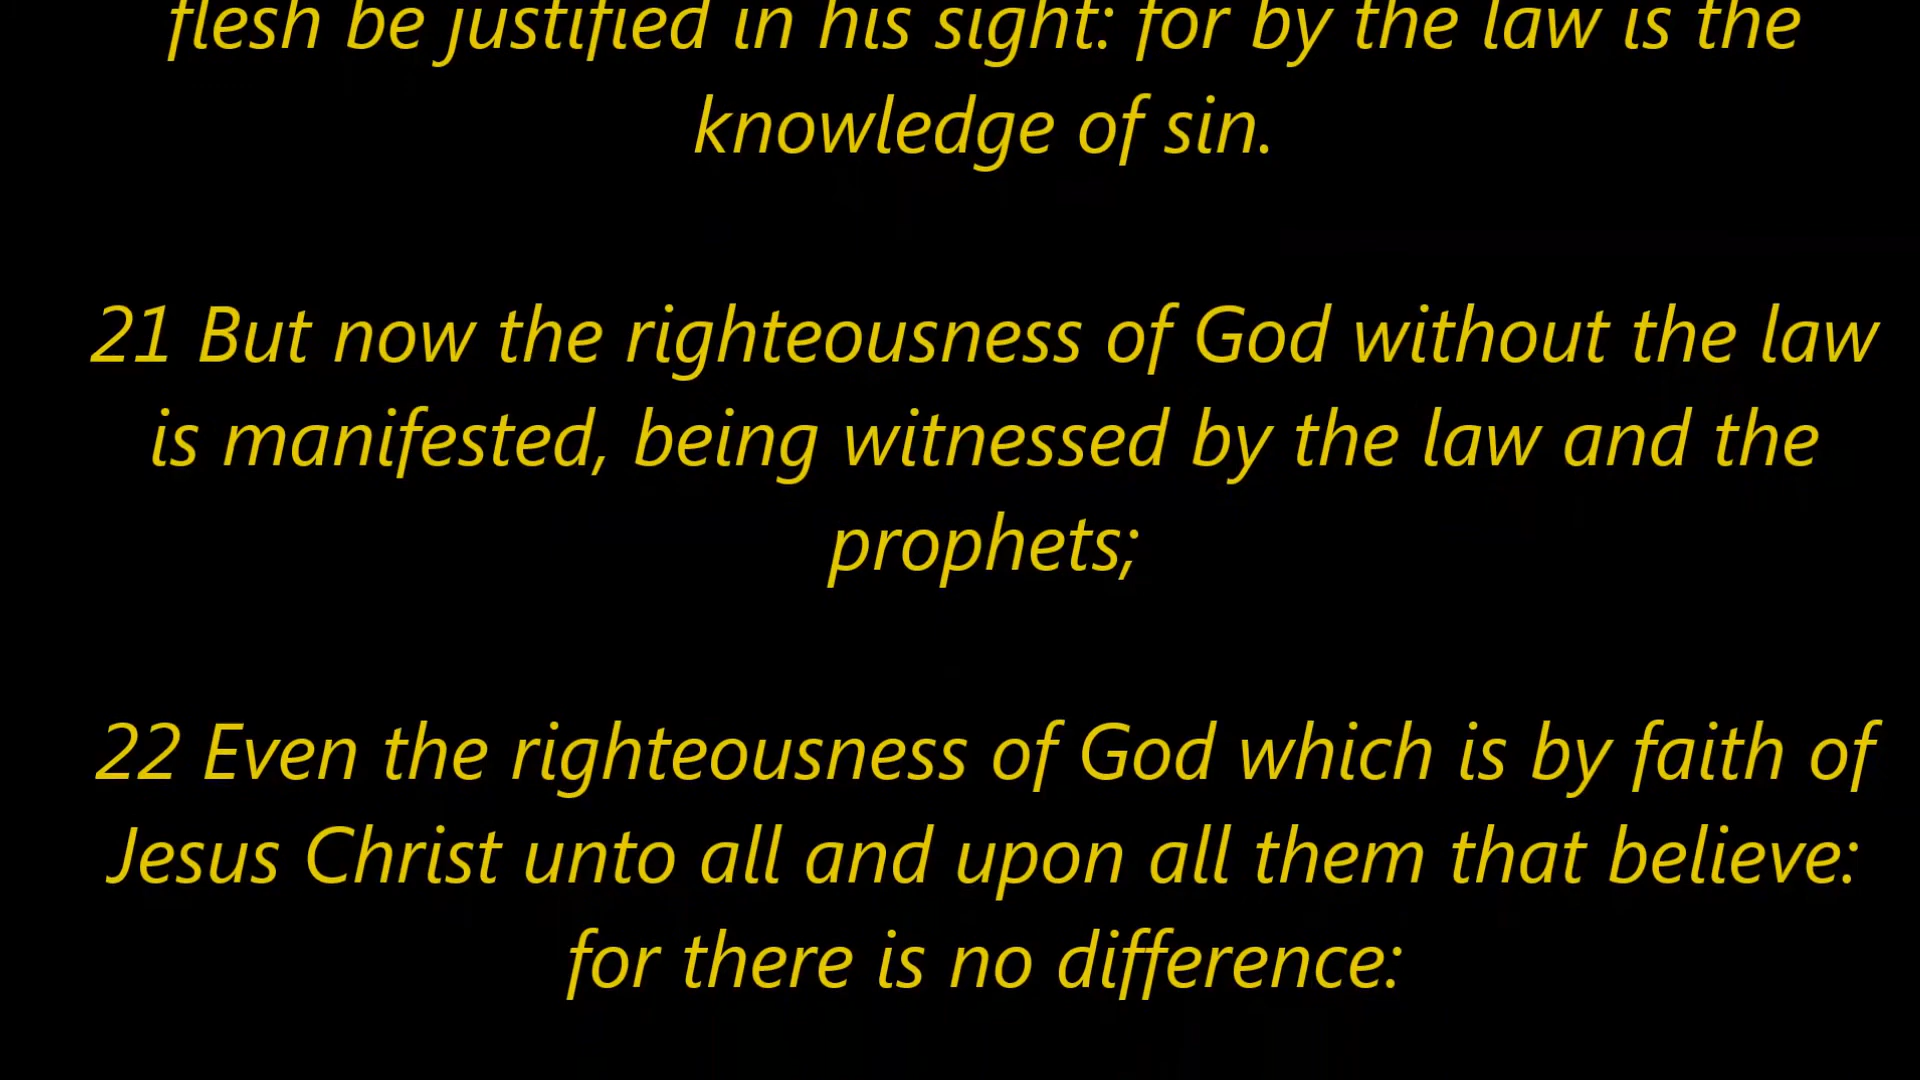 flesh be justified in his sight: for by the law is the
knowledge of sin.
21 But now the righteousness of God without the law
is manifested, being witnessed by the law and the
prophets;
22 Even the righteousness of God which is by faith of
Jesus Christ unto all and upon all them that believe:
for there is no difference: